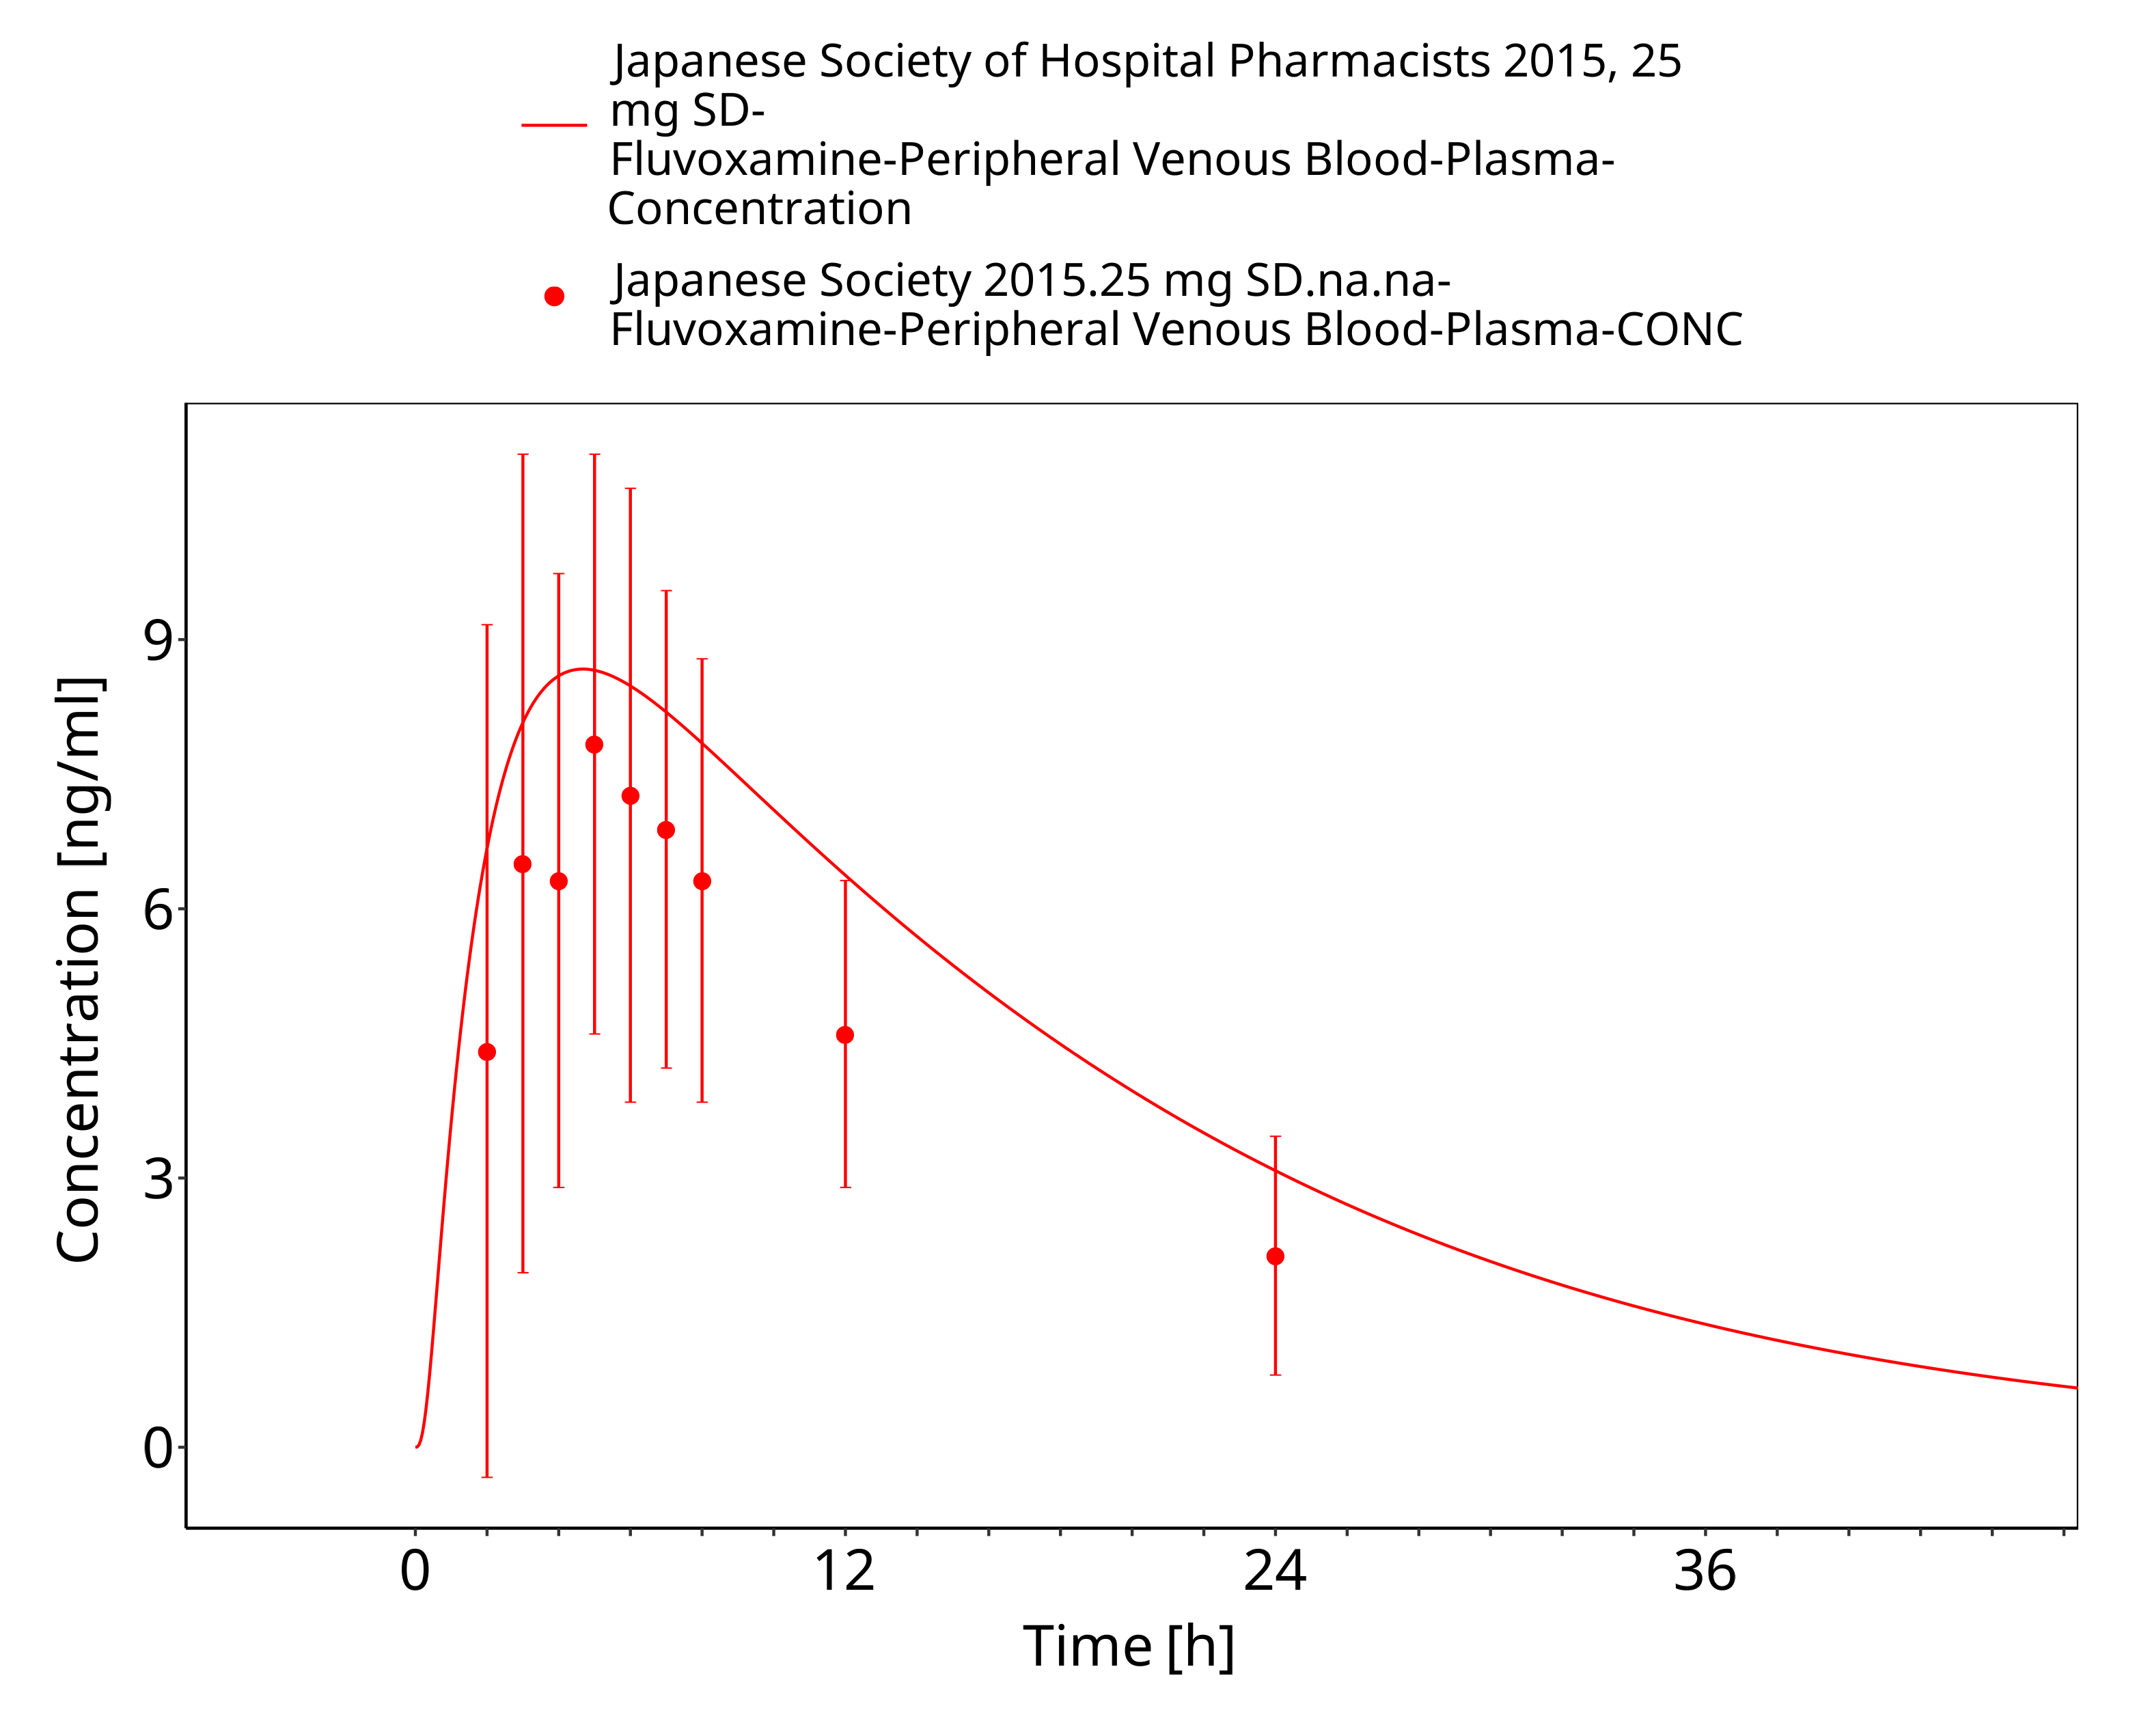 Japanese Society of Hospital Pharmacists 2015, 25
mg SD-
Fluvoxamine-Peripheral Venous Blood-Plasma-
Concentration
Japanese Society 2015.25 mg SD.na.na-
Fluvoxamine-Peripheral Venous Blood-Plasma-CONC
Concentration [ng/ml]
9
6
3
0
0 12 24 36
Time [h]